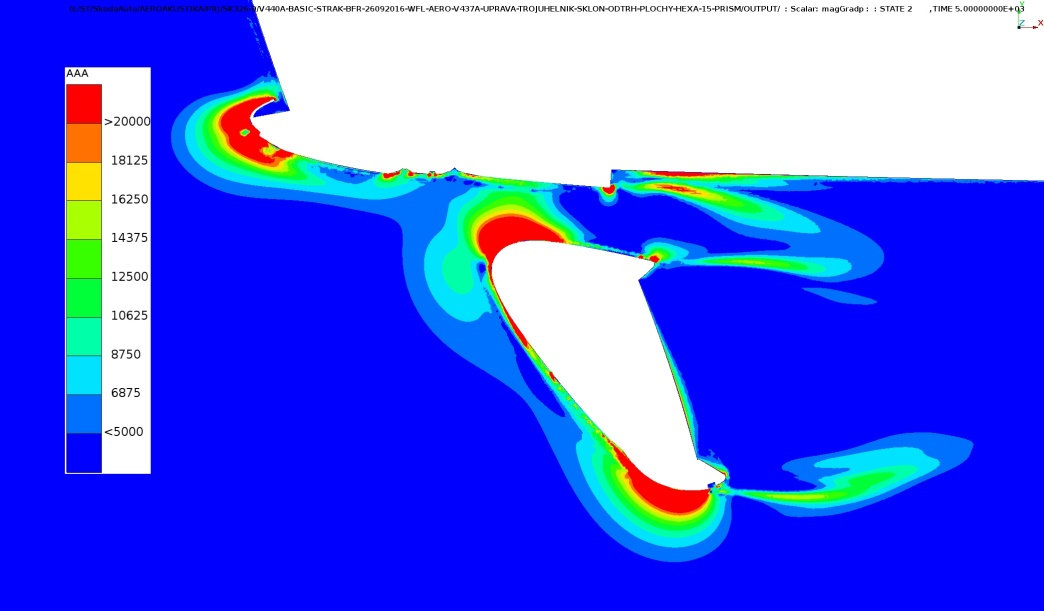 V-440A-BASIC-STRAK-BFR-26092016-WFL-AERO-V437A-UPRAVA-TROJUHELNIK-SKLON-ODTRH-PLOCHY-HEXA-15-PRISM/OUTPUT/ : Scalar: magGradp : : STATE 2 ,TIME 5.00000000E+03
Y
Z X
AAA
>20000
18125
16250
14375
12500
10625
8750
6875
<5000